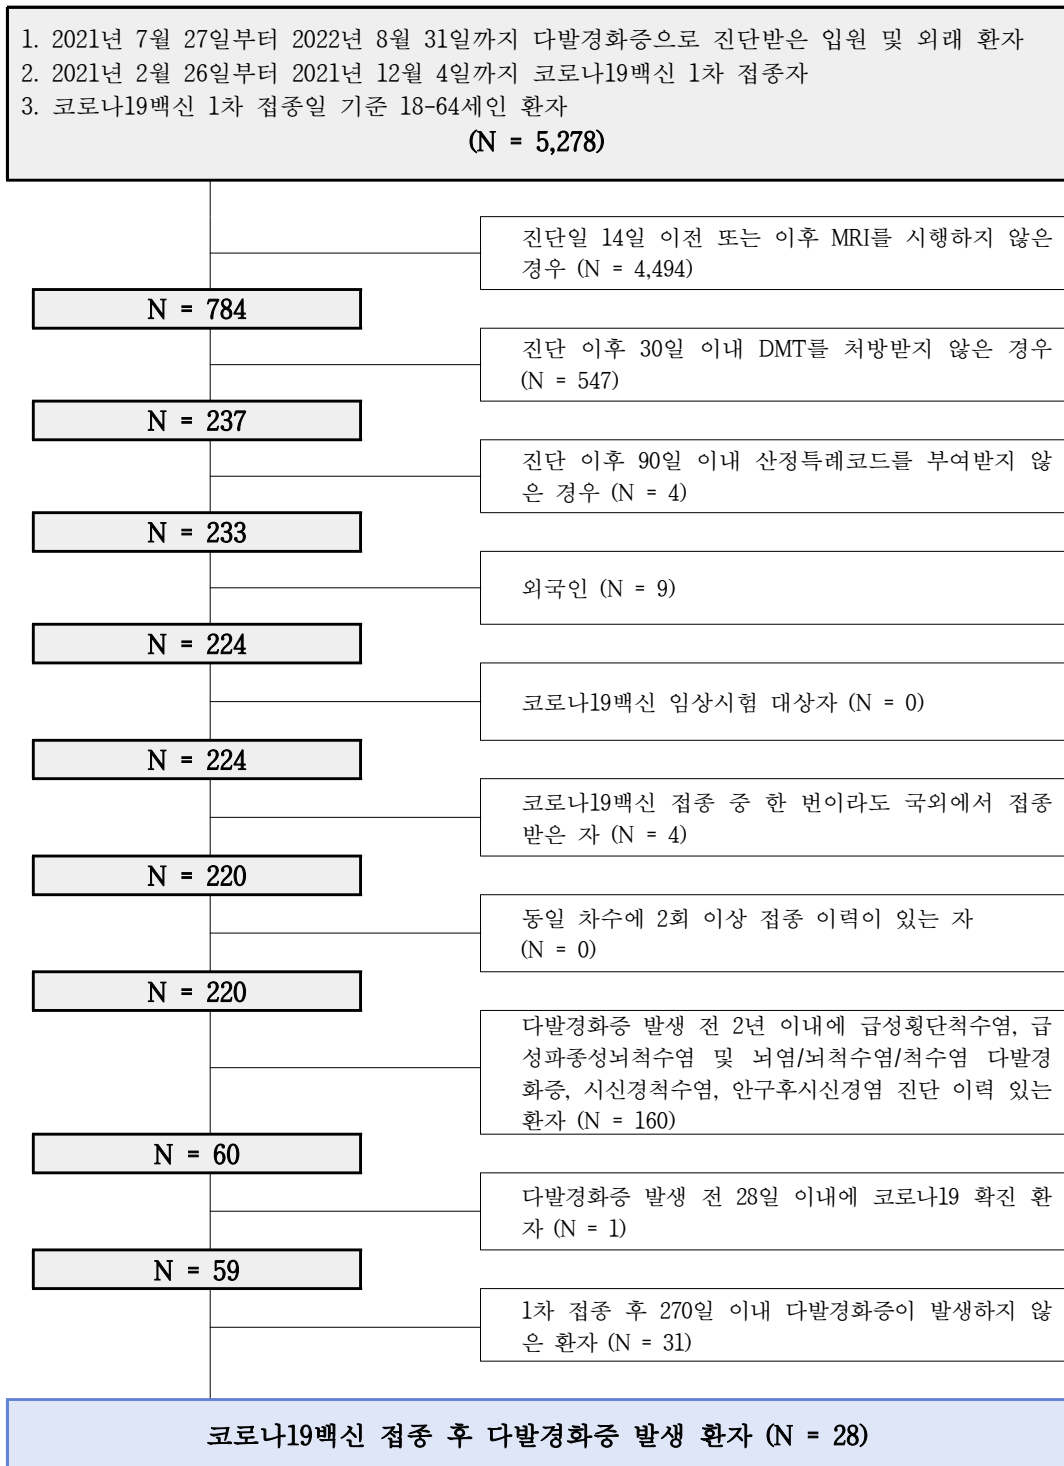 1. 2021년 7월 27일부터 2022년 8월 31일까지 다발경화증으로 진단받은 입원 및 외래 환자
2. 2021년 2월 26일부터 2021년 12월 4일까지 코로나19백신 1차 접종자
3. 코로나19백신 1차 접종일 기준 18-64세인 환자
(N = 5,278)
진단일 14일 이전 또는 이후 MRI를 시행하지 않은
경우 (N = 4,494)
N = 784
진단 이후 30일 이내 DMT를 처방받지 않은 경우
(N = 547)
N = 237
진단 이후 90일 이내 산정특례코드를 부여받지 않
은 경우 (N = 4)
N = 233
외국인 (N = 9)
N = 224
코로나19백신 임상시험 대상자 (N = 0)
N = 224
코로나19백신 접종 중 한 번이라도 국외에서 접종
받은 자 (N = 4)
N = 220
동일 차수에 2회 이상 접종 이력이 있는 자
(N = 0)
N = 220
다발경화증 발생 전 2년 이내에 급성횡단척수염, 급
성파종성뇌척수염 및 뇌염/뇌척수염/척수염 다발경
화증, 시신경척수염, 안구후시신경염 진단 이력 있는
환자 (N = 160)
N = 60
다발경화증 발생 전 28일 이내에 코로나19 확진 환
자 (N = 1)
N = 59
1차 접종 후 270일 이내 다발경화증이 발생하지 않
은 환자 (N = 31)
코로나19백신 접종 후 다발경화증 발생 환자 (N = 28)